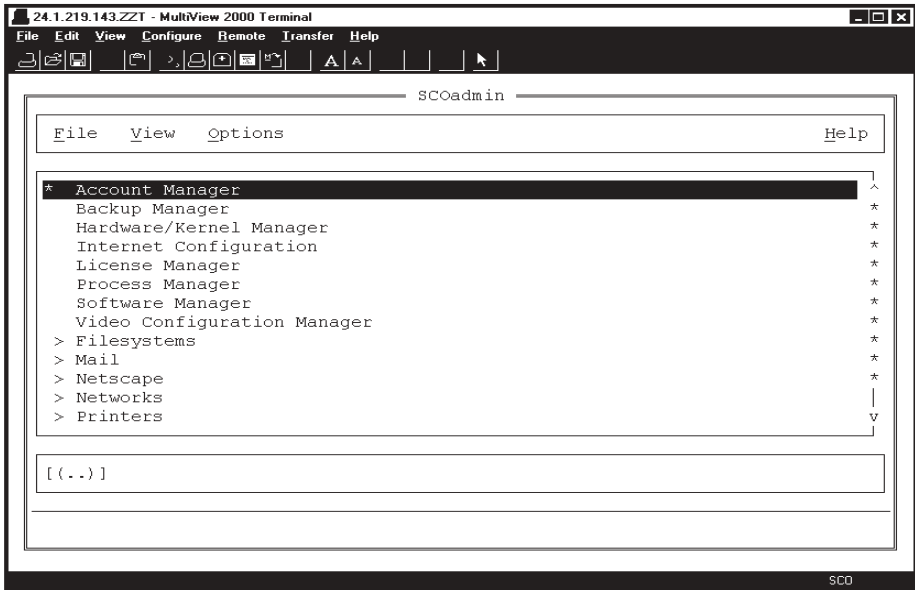 24.1.219.143.ZZT - MultiView 2000 Terminal
File Edit View Configure Remote Transfer Help
A A
SCOadmin
File View Options Help
* Account Manager ^
Backup Manager *
Hardware/Kernel Manager *
Internet Configuration *
License Manager *
Process Manager *
Software Manager *
Video Configuration Manager *
> Filesystems *
> Mail *
> Netscape *
> Networks |
> Printers v
[(..)]
SCO